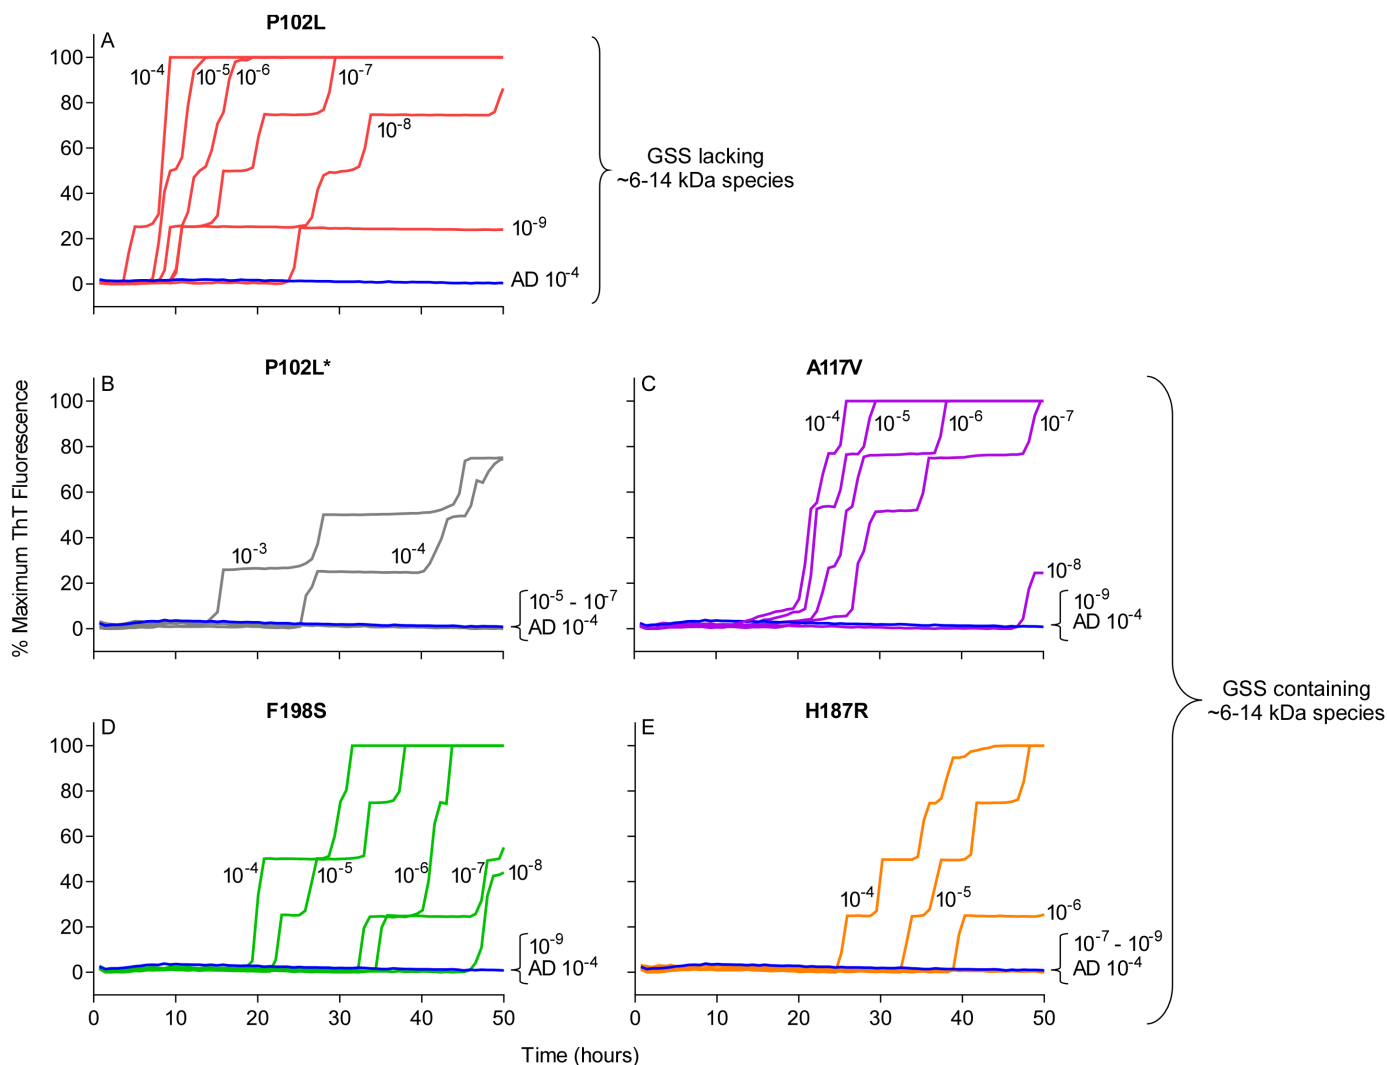 P102L
A
100
80
60
40
20
0
10-4
10-5
10-6
10-7
10-8
10-9
AD 10-4
GSS lacking
~6-14 kDa species
P102L*
B
100
80
60
40
20
0
10-3
10-4
10-5 - 10-7
AD 10-4
A117V
C
10-4
10-5
10-6
10-7
10-8
10-9
AD 10-4
% Maximum ThT Fluorescence
GSS containing
~6-14 kDa species
F198S
D
100
80
60
40
20
0
10-4
10-5
10-6
10-7
10-8
10-9
AD 10-4
0 10 20 30 40 50
H187R
E
10-4
10-5
10-6
10-7 - 10-9
AD 10-4
0 10 20 30 40 50
Time (hours)